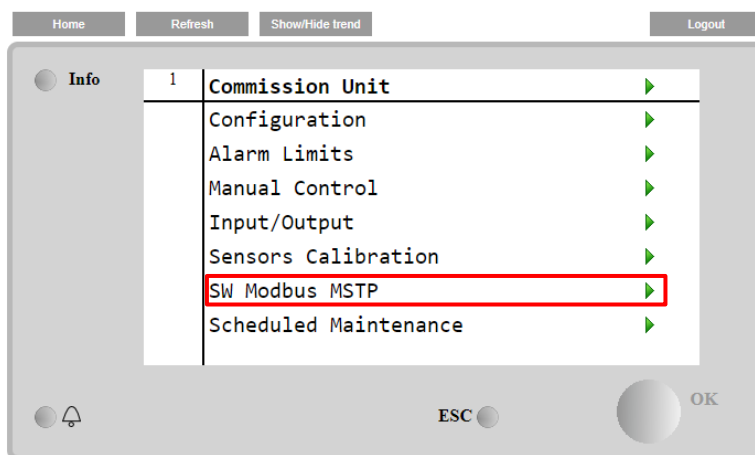 Home Refresh Show/Hide trend Logout
Info
1 Commission Unit
Configuration
Alarm Limits
Manual Control
Input/Output
Sensors Calibration
SW Modbus MSTP
Scheduled Maintenance
ESC OK